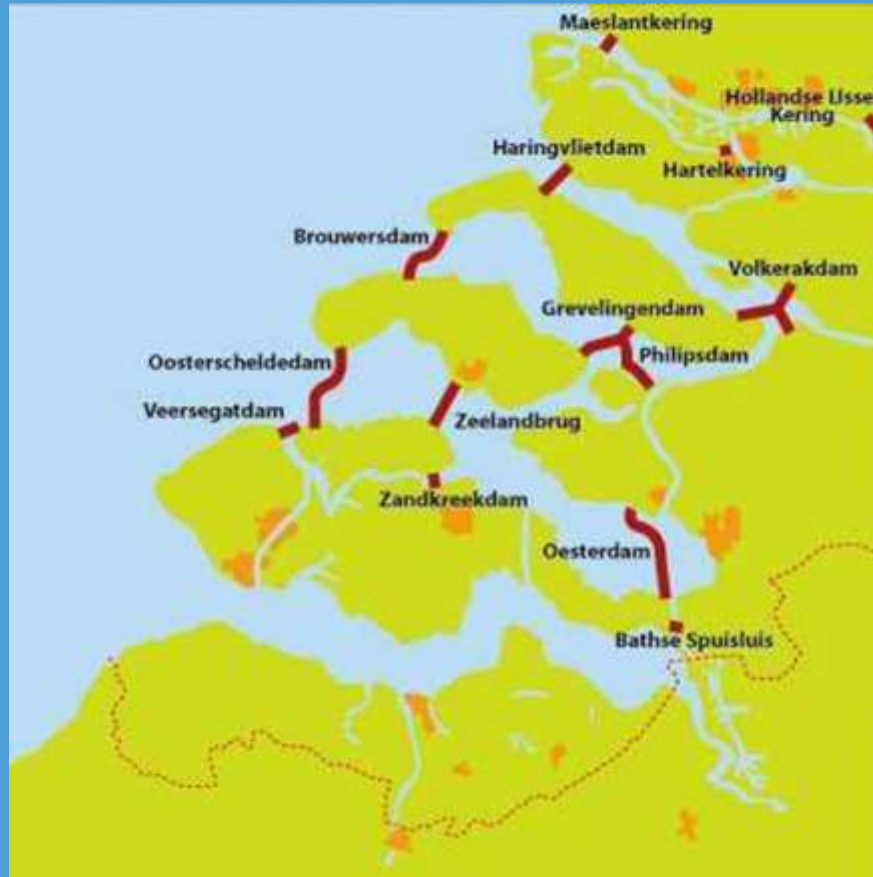 Maeslantkering
Hollandse IJsse
Kering
Haringvlietdam
Hartelkering
Brouwersdam
Volkerakdam
Grevelingendam
Oosterscheldedam
Philipsdam
Veersegatdam
Zeelandbrug
Zandkreekdam
Oesterdam
Bathse Spuisluis